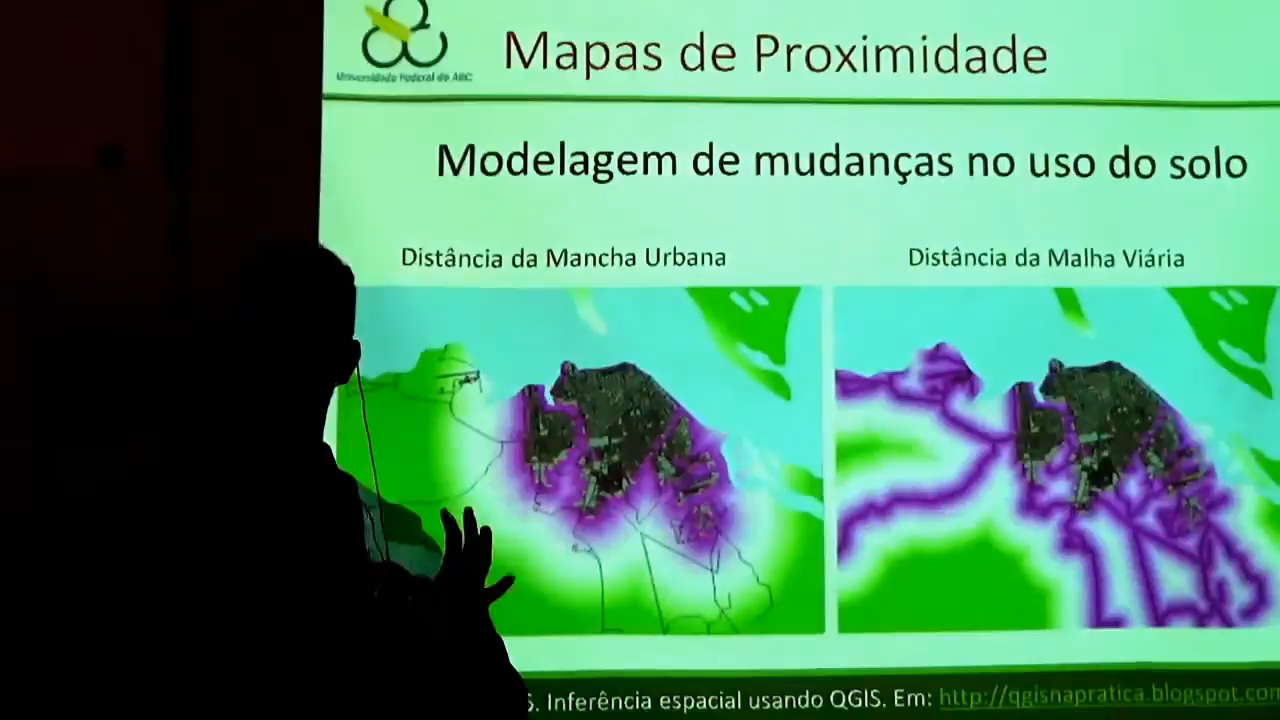 Universidade Federal do ABC
Mapas de Proximidade
Modelagem de mudanças no uso do solo
Distância da Mancha Urbana
Distância da Malha Viária
Inferência espacial usando QGIS. Em: http://qgisnapratica.blogspot.com